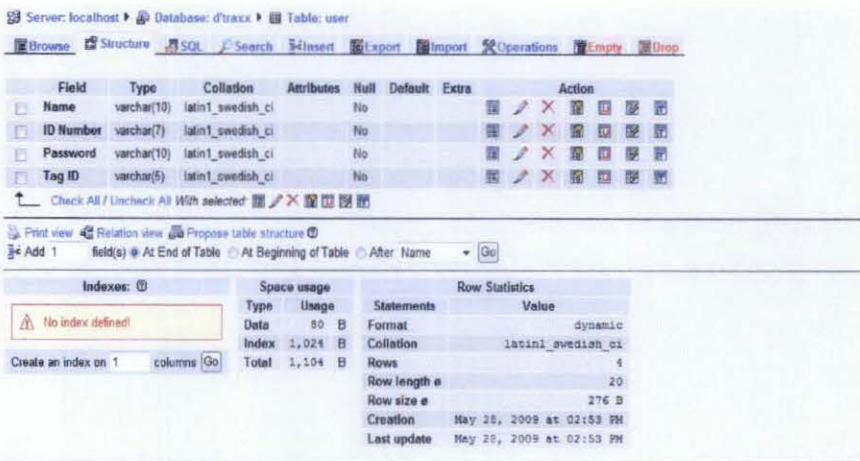 Server: localhost ▸ Database: d'traxx ▸ Table: user
Browse Structure SQL Search Insert Export Import Operations Empty Drop
Field Type Collation Attributes Null Default Extra Action
Name varchar(10) latin1_swedish_ci No
ID Number varchar(7) latin1_swedish_ci No
Password varchar(10) latin1_swedish_ci No
Tag ID varchar(5) latin1_swedish_ci No
Check All / Uncheck All With selected:
Print view Relation view Propose table structure
Add 1 field(s) At End of Table At Beginning of Table After Name Go
Indexes:
No index defined!
Create an index on 1 columns Go
Space usage
Type Usage
Data 80 B
Index 1,024 B
Total 1,104 B
Row Statistics
Statements Value
Format dynamic
Collation latin1_swedish_ci
Rows 4
Row length ø 20
Row size ø 276 B
Creation May 28, 2009 at 02:53 PM
Last update May 28, 2009 at 02:53 PM